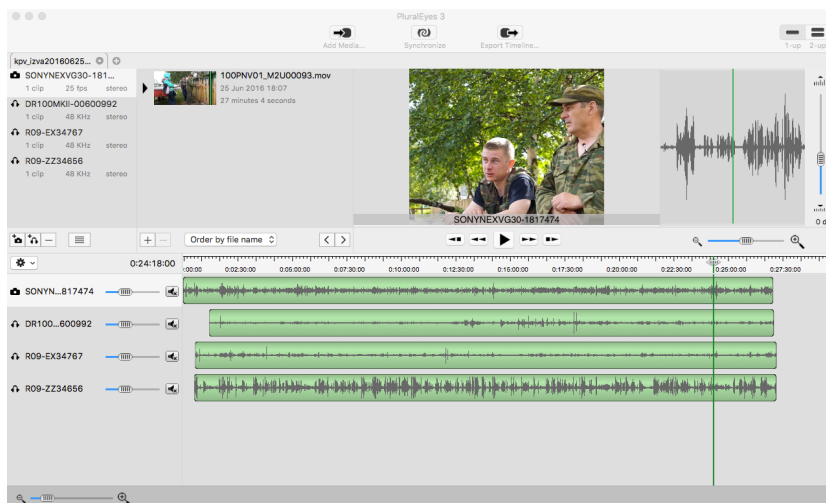 PluralEyes 3
Add Media...
Synchronize
Export Timeline...
1-up
2-up
kpv_izva20160625...
SONYNEXVG30-181...
1 clip 25 fps stereo
DR100MKII-00600992
1 clip 48 KHz stereo
R09-EX34767
1 clip 48 KHz stereo
R09-ZZ34656
1 clip 48 KHz stereo
100PNV01_M2U00093.mov
25 Jun 2016 18:07
27 minutes 4 seconds
SONYNEXVG30-1817474
0 d
Order by file name
0:24:18:00
:00:00 0:02:30:00 0:05:00:00 0:07:30:00 0:10:00:00 0:12:30:00 0:15:00:00 0:17:30:00 0:20:00:00 0:22:30:00 0:25:00:00 0:27:30:00
SONYN...817474
DR100...600992
R09-EX34767
R09-ZZ34656